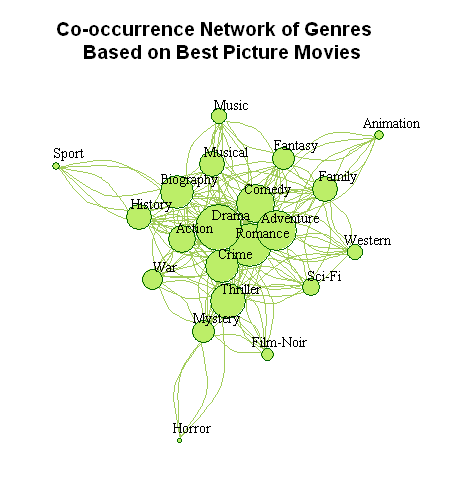 Co-occurrence Network of Genres
Based on Best Picture Movies
Music
Animation
Sport
Musical
Fantasy
Biography
Comedy
Family
History
Drama
Adventure
Action
Romance
Western
Crime
War
Sci-Fi
Thriller
Mystery
Film-Noir
Horror